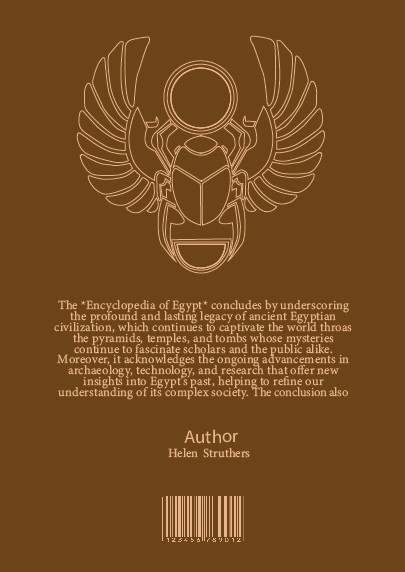 The *Encyclopedia of Egypt* concludes by underscoring
the profound and lasting legacy of ancient Egyptian
civilization, which continues to captivate the world throas
the pyramids, temples, and tombs whose mysteries
continue to fascinate scholars and the public alike.
Moreover, it acknowledges the ongoing advancements in
archaeology, technology, and research that offer new
insights into Egypt's past, helping to refine our
understanding of its complex society. The conclusion also
Author
Helen Struthers
123456789012